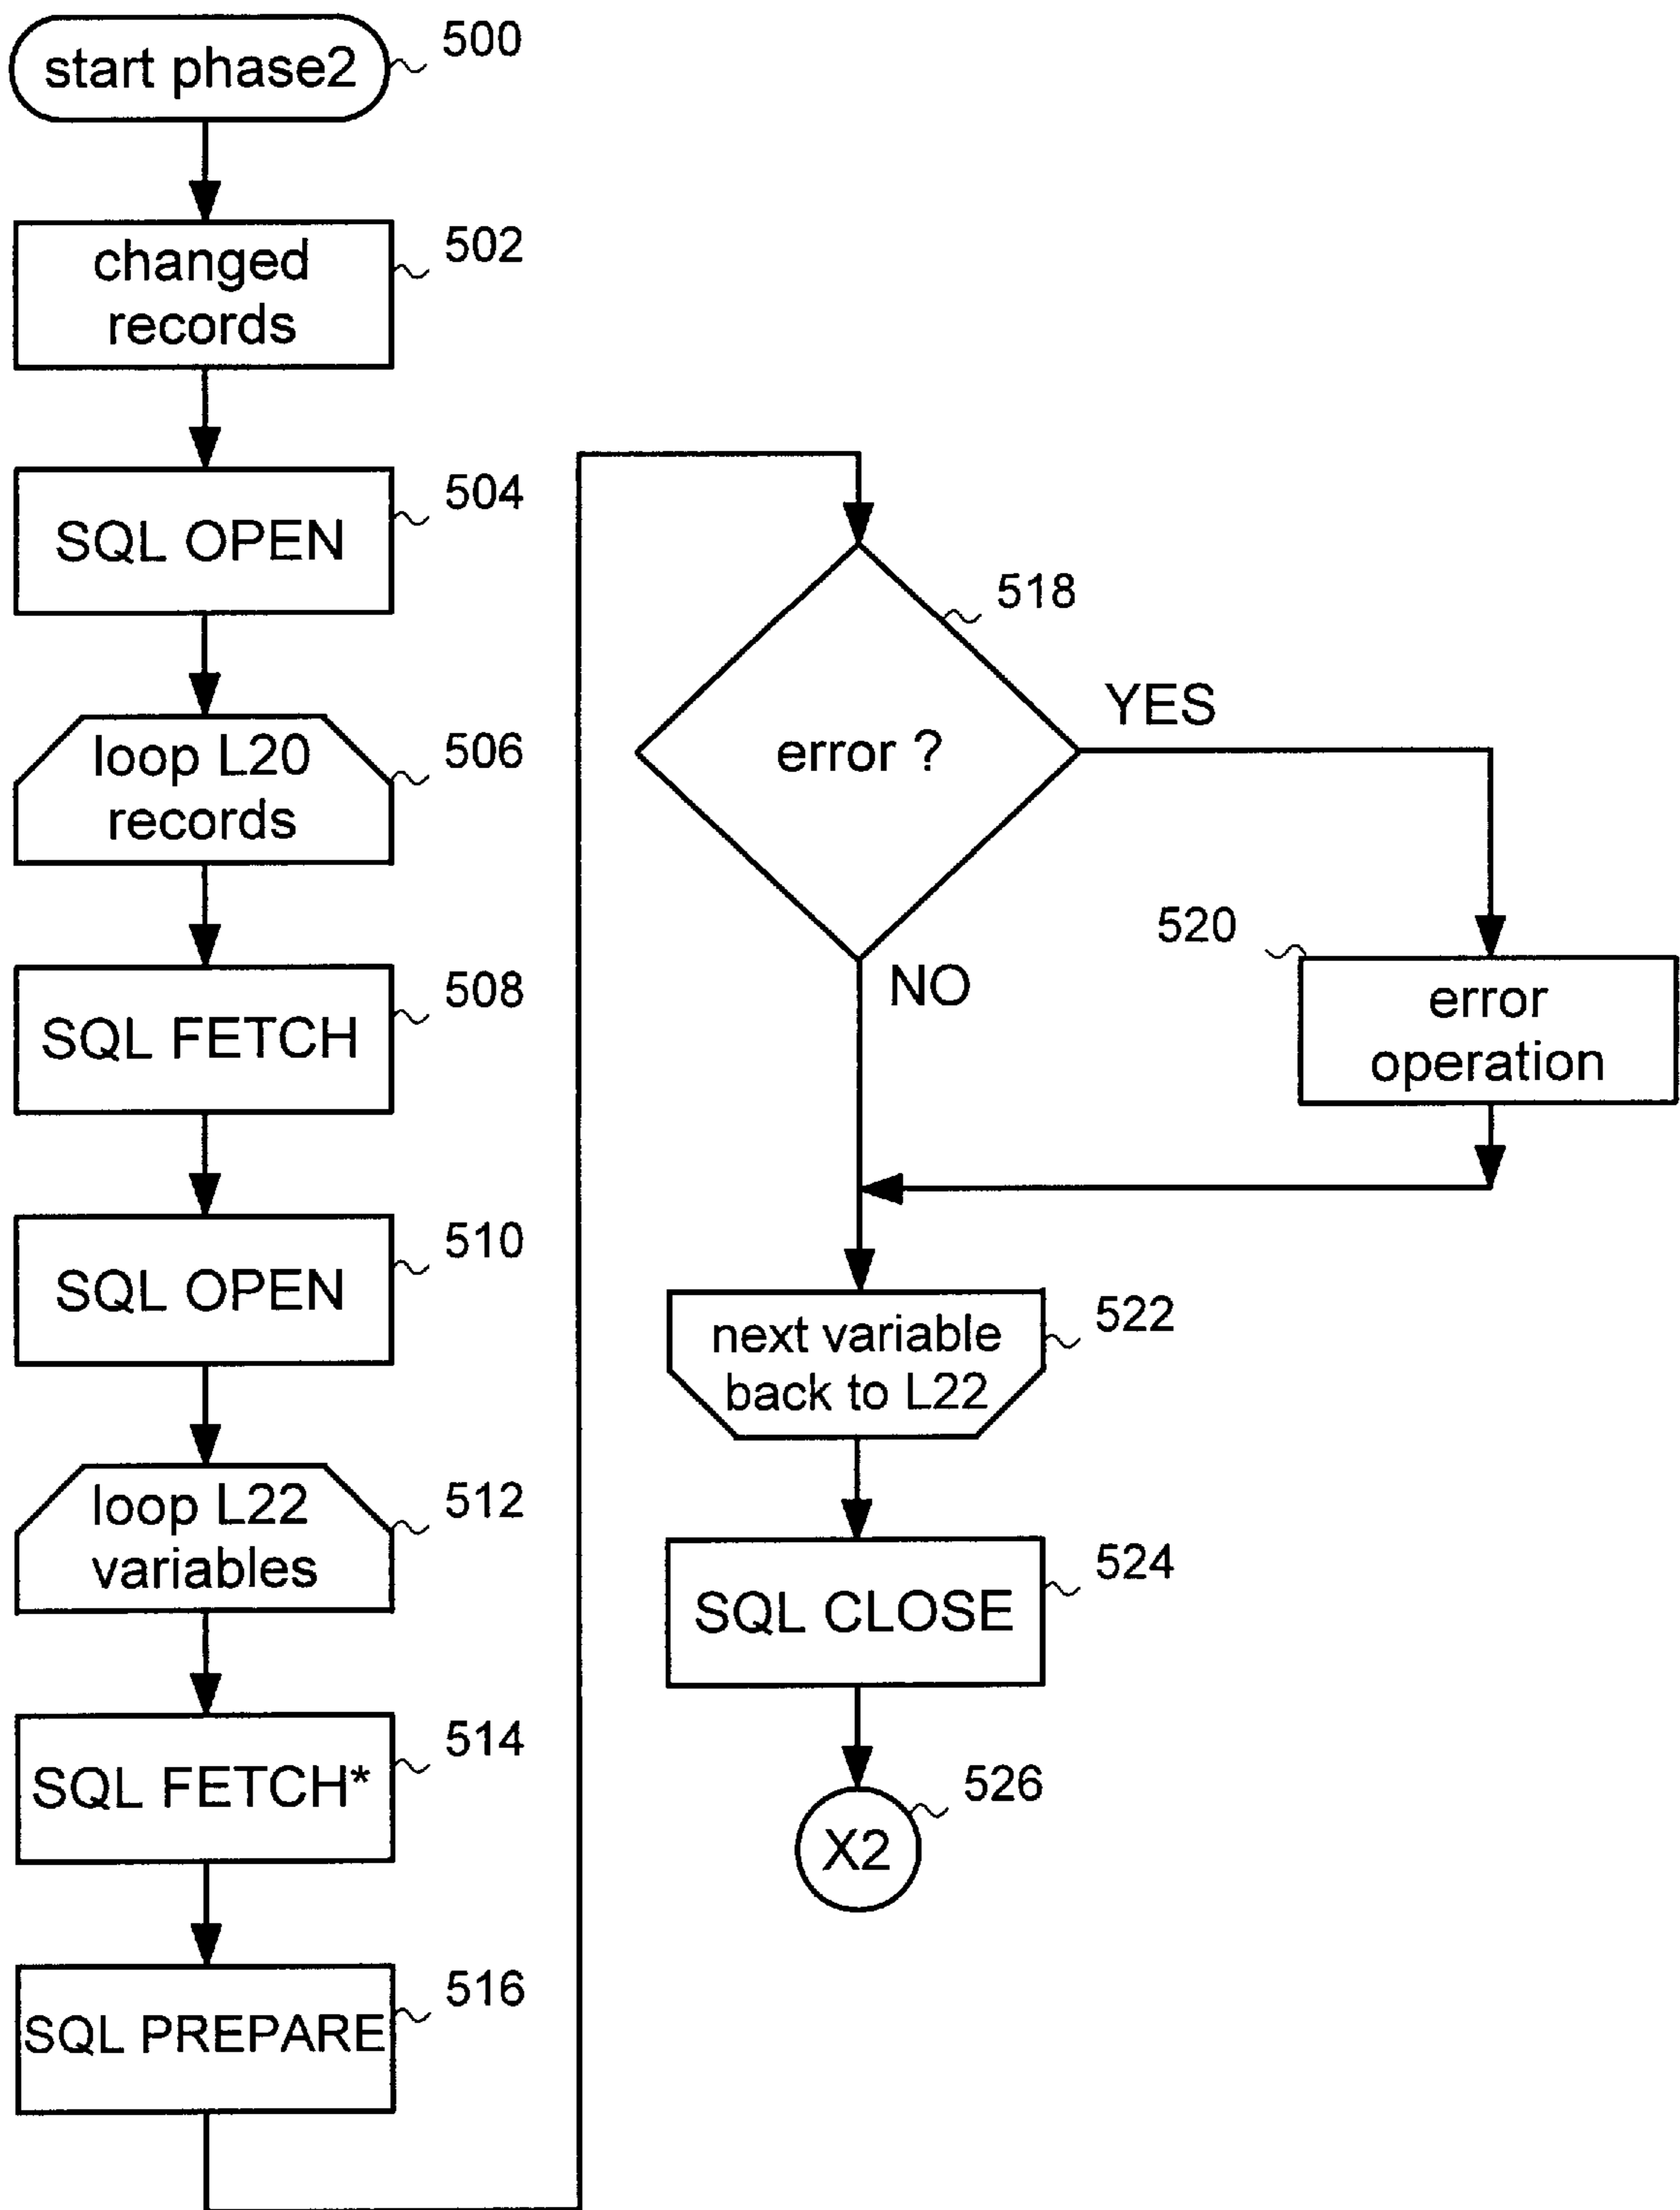 start phase2
500
changed
records
502
SQL OPEN
504
loop L20
records
506
SQL FETCH
508
SQL OPEN
510
loop L22
variables
512
SQL FETCH*
514
SQL PREPARE
516
error ?
518
YES
NO
520
error
operation
next variable
back to L22
522
SQL CLOSE
524
X2
526